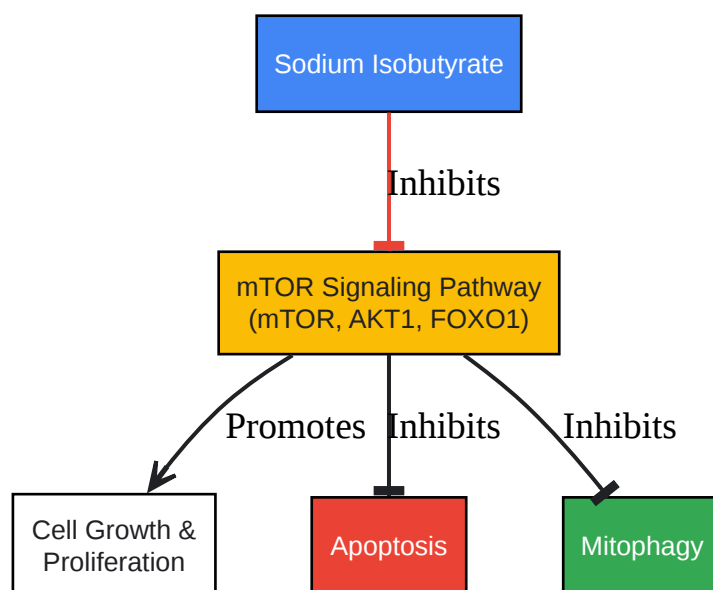 Sodium Isobutyrate
Inhibits
mTOR Signaling Pathway
(mTOR, AKT1, FOXO1)
Promotes
Inhibits
Inhibits
Cell Growth &
Proliferation
Apoptosis
Mitophagy